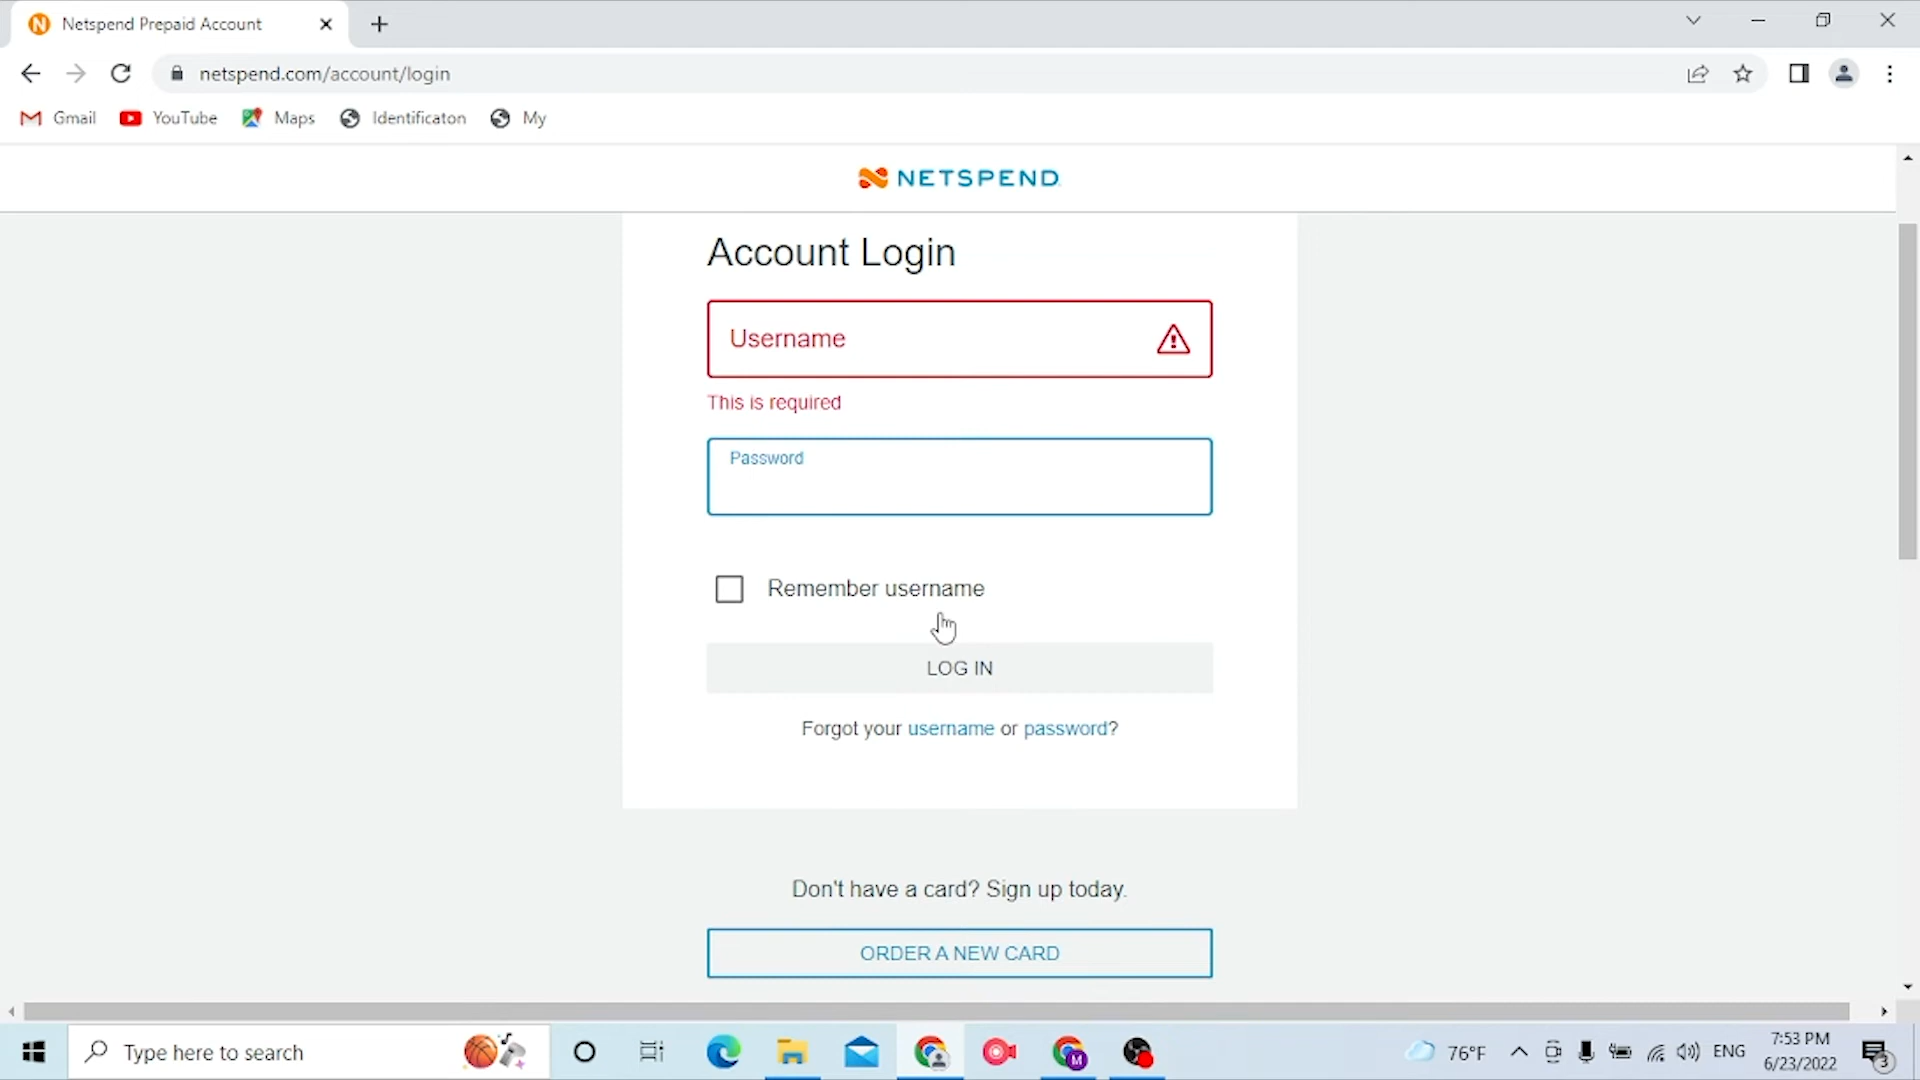 Netspend Prepaid Account
netspend.com/account/login
Gmail YouTube Maps Identificaton My
NETSPEND
Account Login
Username
This is required
Password
Remember username
LOG IN
Forgot your username or password?
Don't have a card? Sign up today.
ORDER A NEW CARD
Type here to search
M
76°F
ENG
7:53 PM
6/23/2022
3